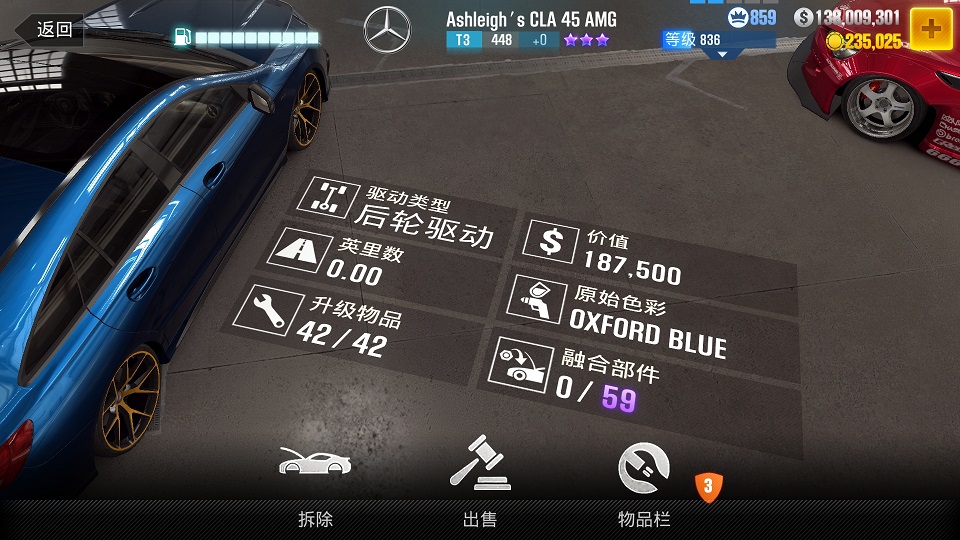 返回
Ashleigh's CLA 45 AMG
T3 448 +0
859
138,009,301
等级 836
235,025
驱动类型
后轮驱动
英里数
0.00
升级物品
42/42
价值
187,500
原始色彩
OXFORD BLUE
融合部件
0/59
3
拆除
出售
物品栏